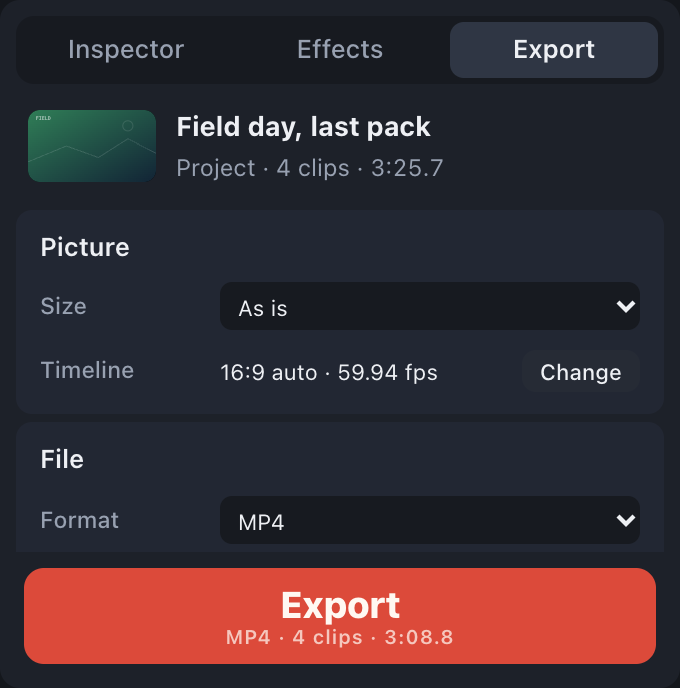 Inspector Effects Export
FIELD
Field day, last pack
Project · 4 clips · 3:25.7
Picture
Size As is
Timeline 16:9 auto · 59.94 fps Change
File
Format MP4
Export
MP4 · 4 clips · 3:08.8